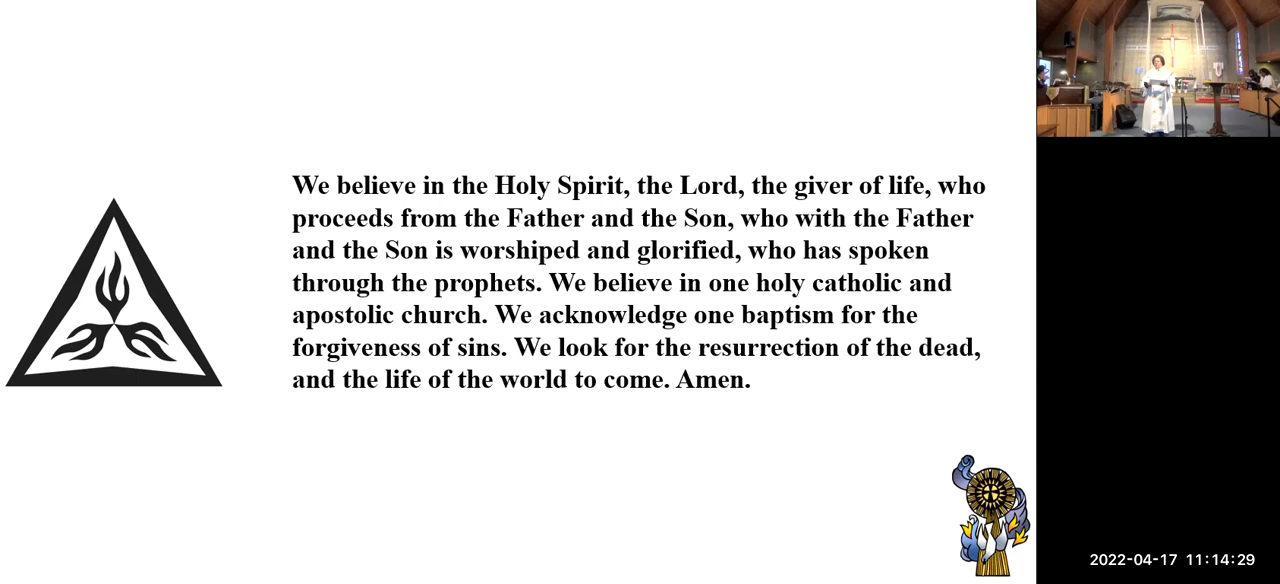 We believe in the Holy Spirit, the Lord, the giver of life, who
proceeds from the Father and the Son, who with the Father
and the Son is worshiped and glorified, who has spoken
through the prophets. We believe in one holy catholic and
apostolic church. We acknowledge one baptism for the
forgiveness of sins. We look for the resurrection of the dead,
and the life of the world to come. Amen.
2022-04-17 11:14:29